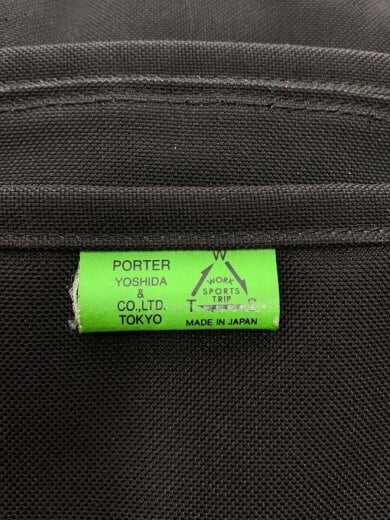 PORTER
YOSHIDA
&
CO.,LTD.
TOKYO
W
WORK
SPORTS
TRIP
T S
MADE IN JAPAN